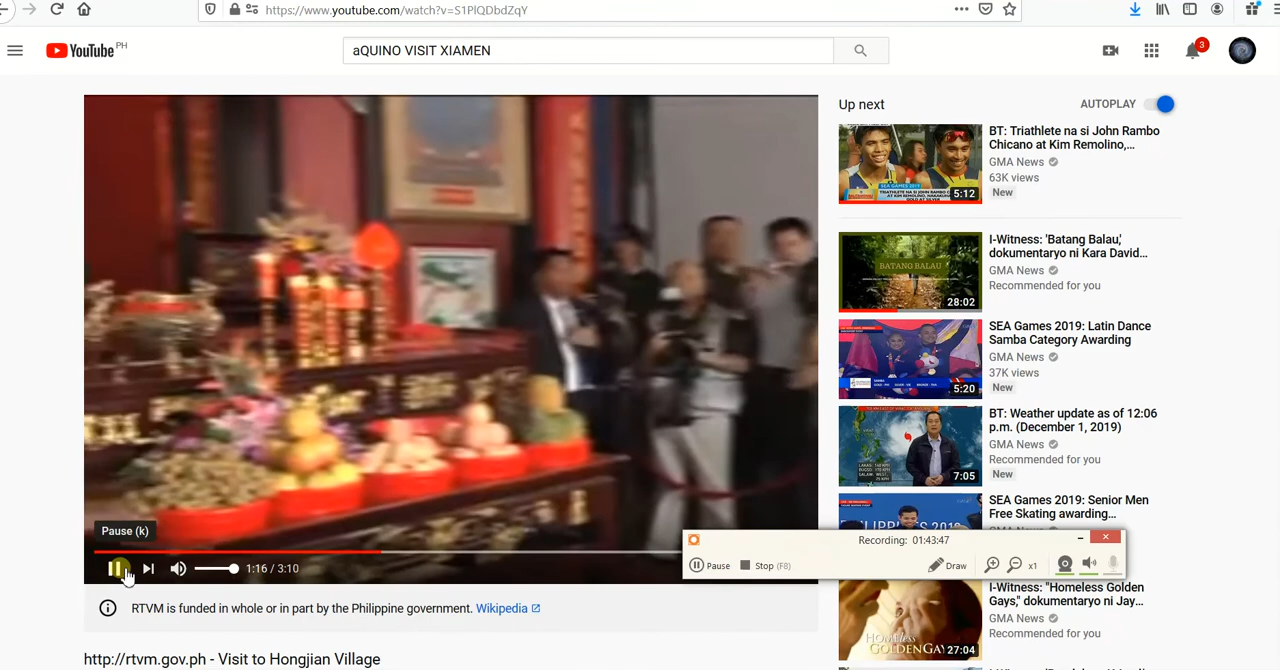 https://www.youtube.com/watch?v=S1PlQDbdZqY
YouTube PH
aQUINO VISIT XIAMEN
3
Up next
AUTOPLAY
BT: Triathlete na si John Rambo
Chicano at Kim Remolino,...
GMA News
63K views
New
5:12
I-Witness: 'Batang Balau,'
dokumentaryo ni Kara David...
GMA News
Recommended for you
BATANG BALAU
28:02
SEA Games 2019: Latin Dance
Samba Category Awarding
GMA News
37K views
New
5:20
BT: Weather update as of 12:06
p.m. (December 1, 2019)
GMA News
Recommended for you
New
7:05
SEA Games 2019: Senior Men
Free Skating awarding...
Pause (k)
1:16 / 3:10
Recording: 01:43:47
Pause
Stop (F8)
Draw
x1
I-Witness: "Homeless Golden
Gays," dokumentaryo ni Jay...
GMA News
Recommended for you
HOMELESS
GOLDEN GAYS
27:04
RTVM is funded in whole or in part by the Philippine government. Wikipedia
http://rtvm.gov.ph - Visit to Hongjian Village